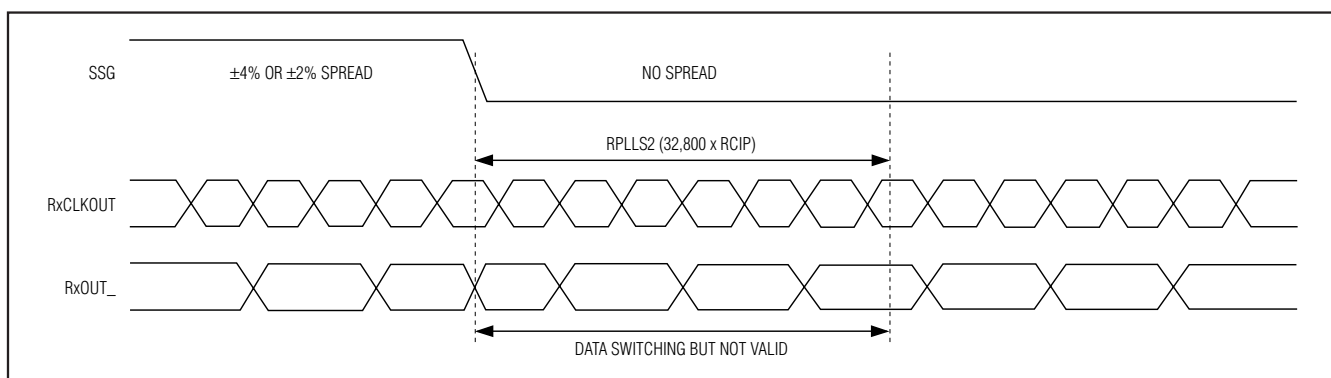 SSG
±4% OR ±2% SPREAD
NO SPREAD
RPLLS2 (32,800 x RCIP)
RxCLKOUT
RxOUT_
DATA SWITCHING BUT NOT VALID